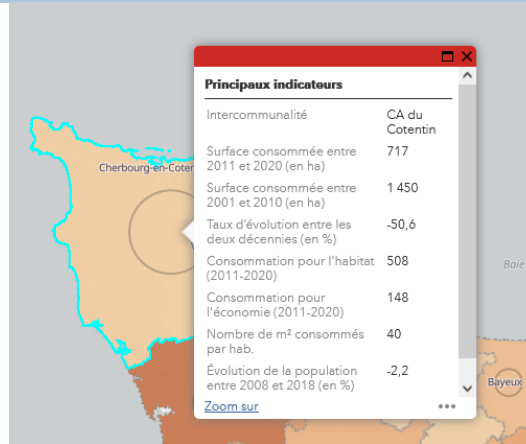 Principaux indicateurs
Intercommunalité CA du
Cotentin
Surface consommée entre 717
2011 et 2020 (en ha)
Surface consommée entre 1 450
2001 et 2010 (en ha)
Taux d'évolution entre les -50,6
deux décennies (en %)
Consommation pour l'habitat 508
(2011-2020)
Consommation pour 148
l'économie (2011-2020)
Nombre de m² consommés 40
par hab.
Évolution de la population -2,2
entre 2008 et 2018 (en %)
Zoom sur
Cherbourg-en-Coten
Baie
Bayeux